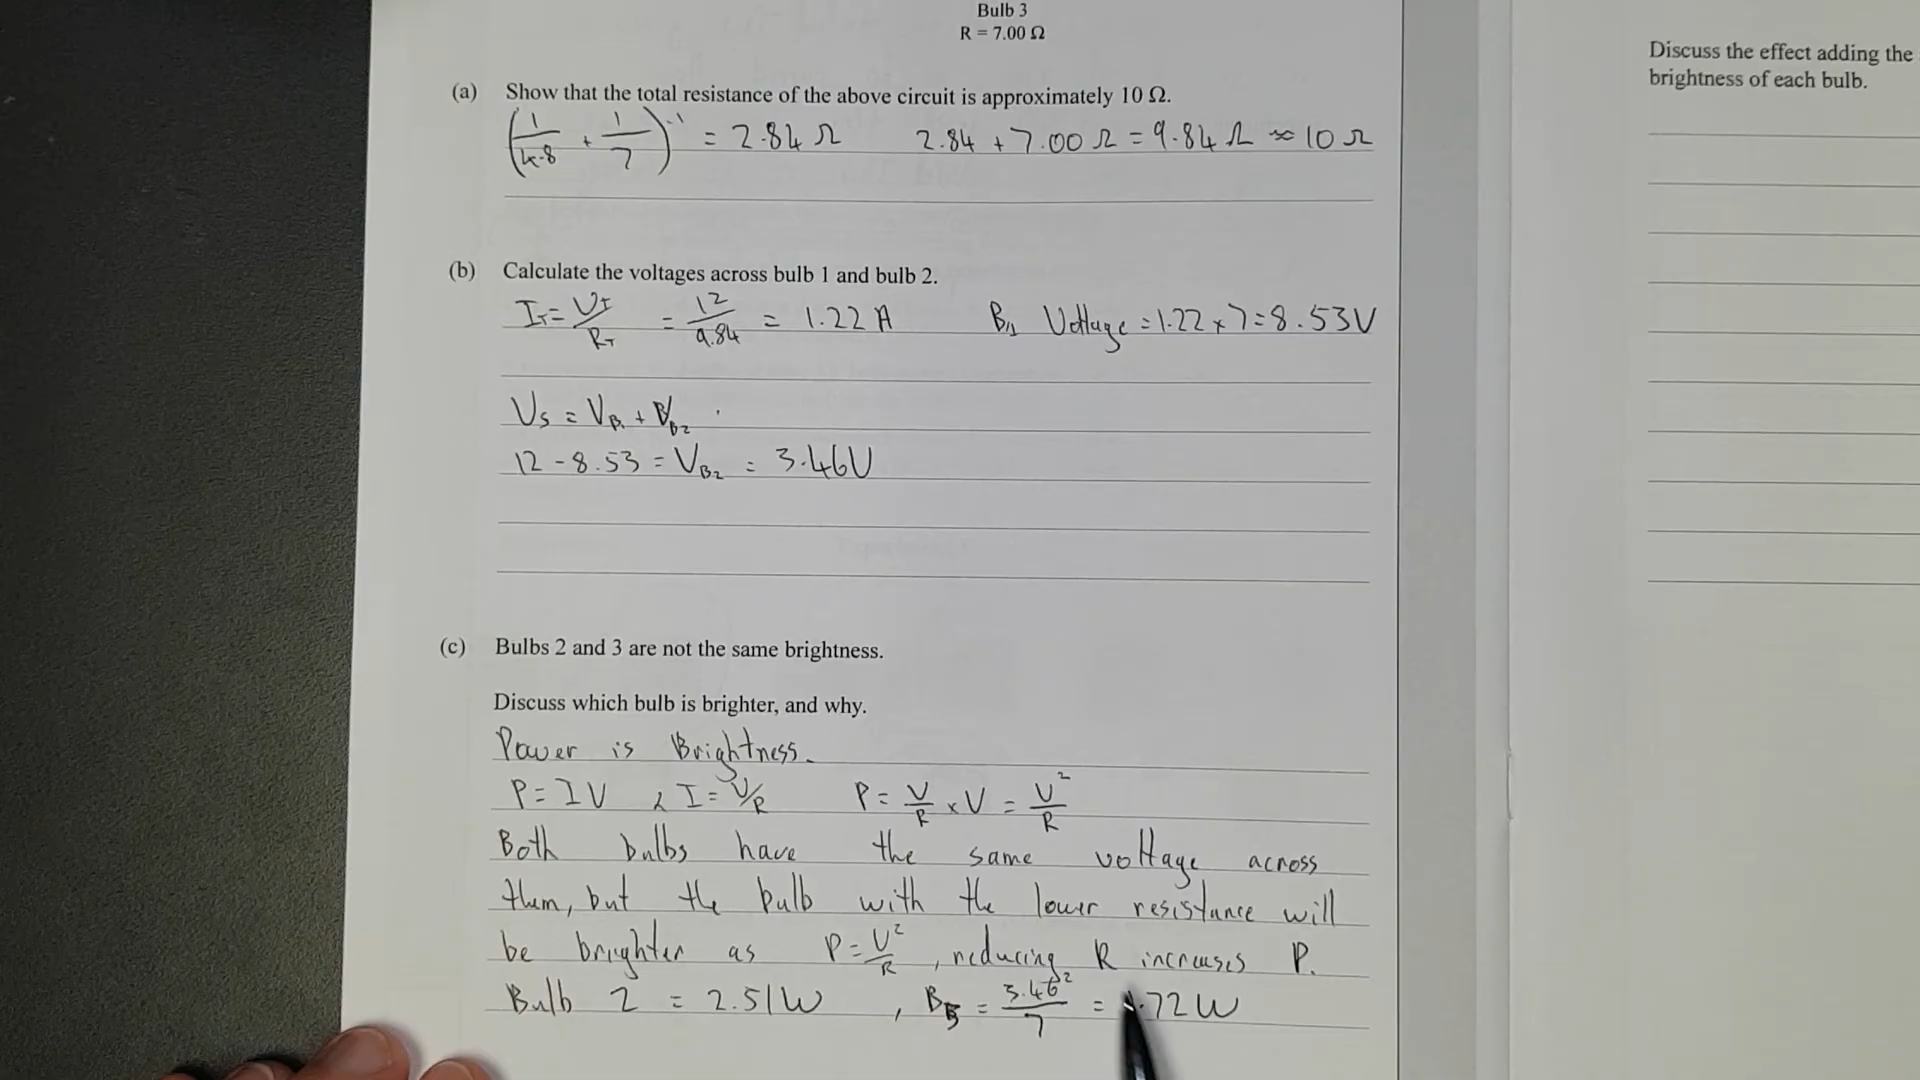 Bulb 3
R = 7.00 Ω
(a) Show that the total resistance of the above circuit is approximately 10 Ω.
(1/4.8 + 1/7)⁻¹ = 2.84 Ω 2.84 + 7.00 Ω = 9.84 Ω ≈ 10 Ω
(b) Calculate the voltages across bulb 1 and bulb 2.
I_T = V_T/R_T = 12/9.84 = 1.22 A B₁ Voltage = 1.22 × 7 = 8.53V
V_S = V_B₁ + V_B₂
12 - 8.53 = V_B₂ = 3.46V
(c) Bulbs 2 and 3 are not the same brightness.
Discuss which bulb is brighter, and why.
Power is Brightness.
P = IV & I = V/R P = V/R × V = V²/R
Both bulbs have the same voltage across
them, but the bulb with the lower resistance will
be brighter as P = V²/R, reducing R increases P.
Bulb 2 = 2.51W , B₃ = 3.46²/7 = .72 W
Discuss the effect adding the
brightness of each bulb.